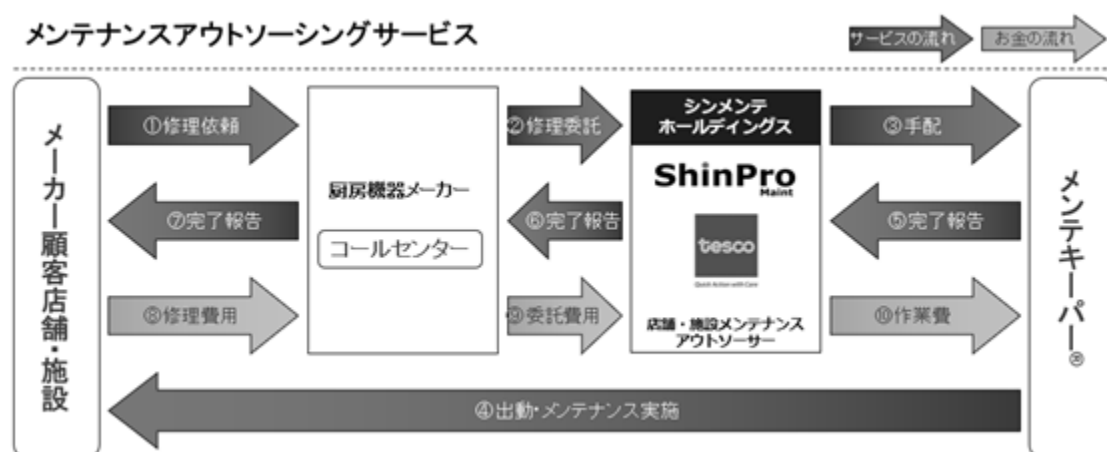 メンテナンスアウトソーシングサービス
サービスの流れ
お金の流れ
メーカー顧客店舗・施設
①修理依頼
⑦完了報告
⑧修理費用
厨房機器メーカー
コールセンター
②修理委託
⑥完了報告
⑨委託費用
シンメンテ
ホールディングス
ShinPro
Maint
tesco
Quick Action with Care
店舗・施設メンテナンス
アウトソーサー
③手配
⑤完了報告
⑩作業費
④出動・メンテナンス実施
メンテキーパー®